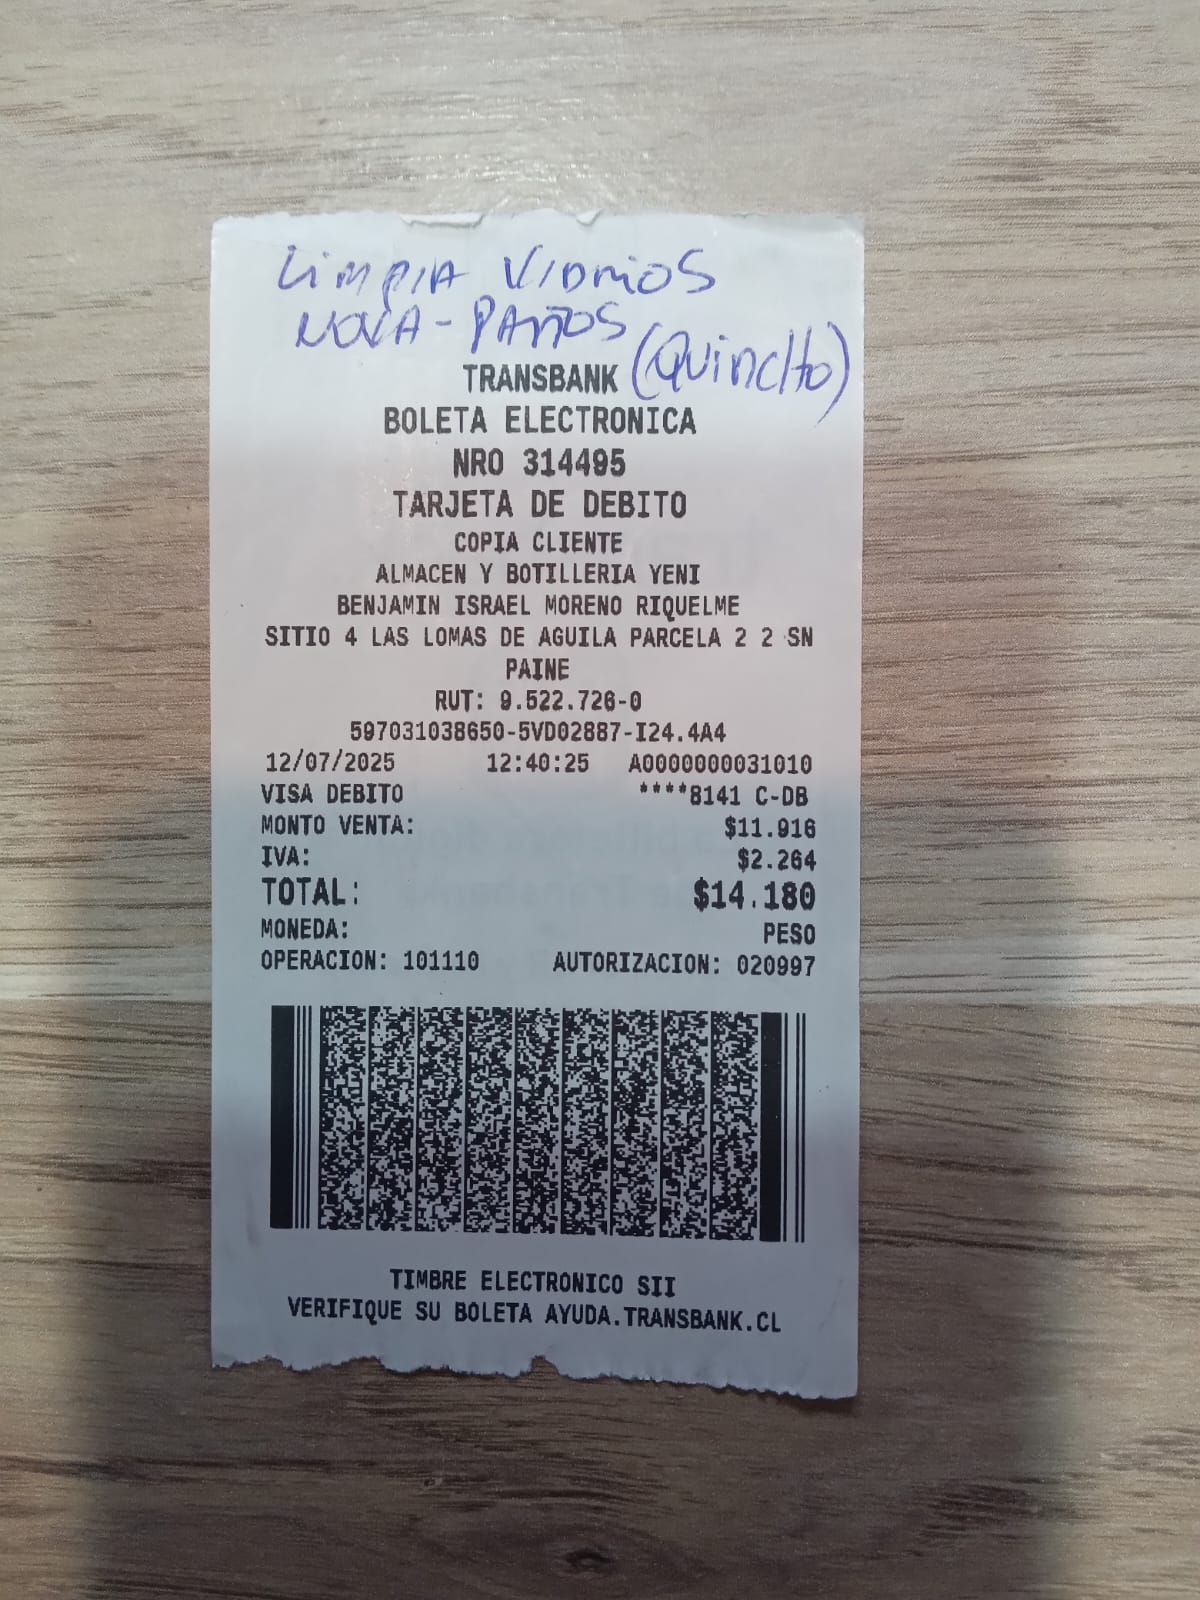 LIMPIA VIDRIOS
NOVA - PAÑOS
(QUINCHO)
TRANSBANK
BOLETA ELECTRONICA
NRO 314495
TARJETA DE DEBITO
COPIA CLIENTE
ALMACEN Y BOTILLERIA YENI
BENJAMIN ISRAEL MORENO RIQUELME
SITIO 4 LAS LOMAS DE AGUILA PARCELA 2 2 SN
PAINE
RUT: 9.522.726-0
597031038650-5VD02887-I24.4A4
12/07/2025 12:40:25 A0000000031010
VISA DEBITO ****8141 C-DB
MONTO VENTA: $11.916
IVA: $2.264
TOTAL: $14.180
MONEDA: PESO
OPERACION: 101110 AUTORIZACION: 020997
TIMBRE ELECTRONICO SII
VERIFIQUE SU BOLETA AYUDA.TRANSBANK.CL